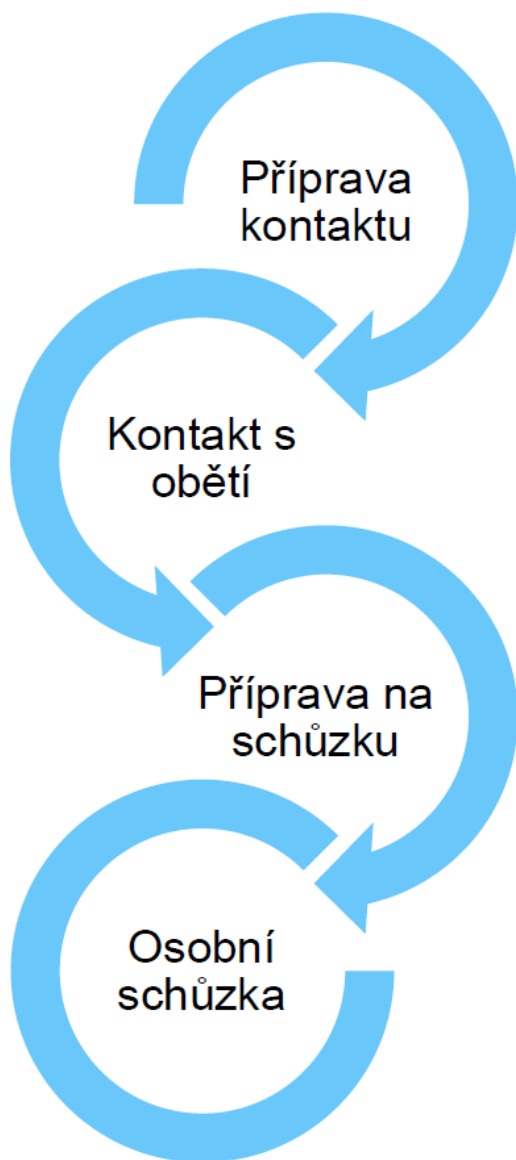 Příprava
kontaktu
Kontakt s
obětí
Příprava na
schůzku
Osobní
schůzka